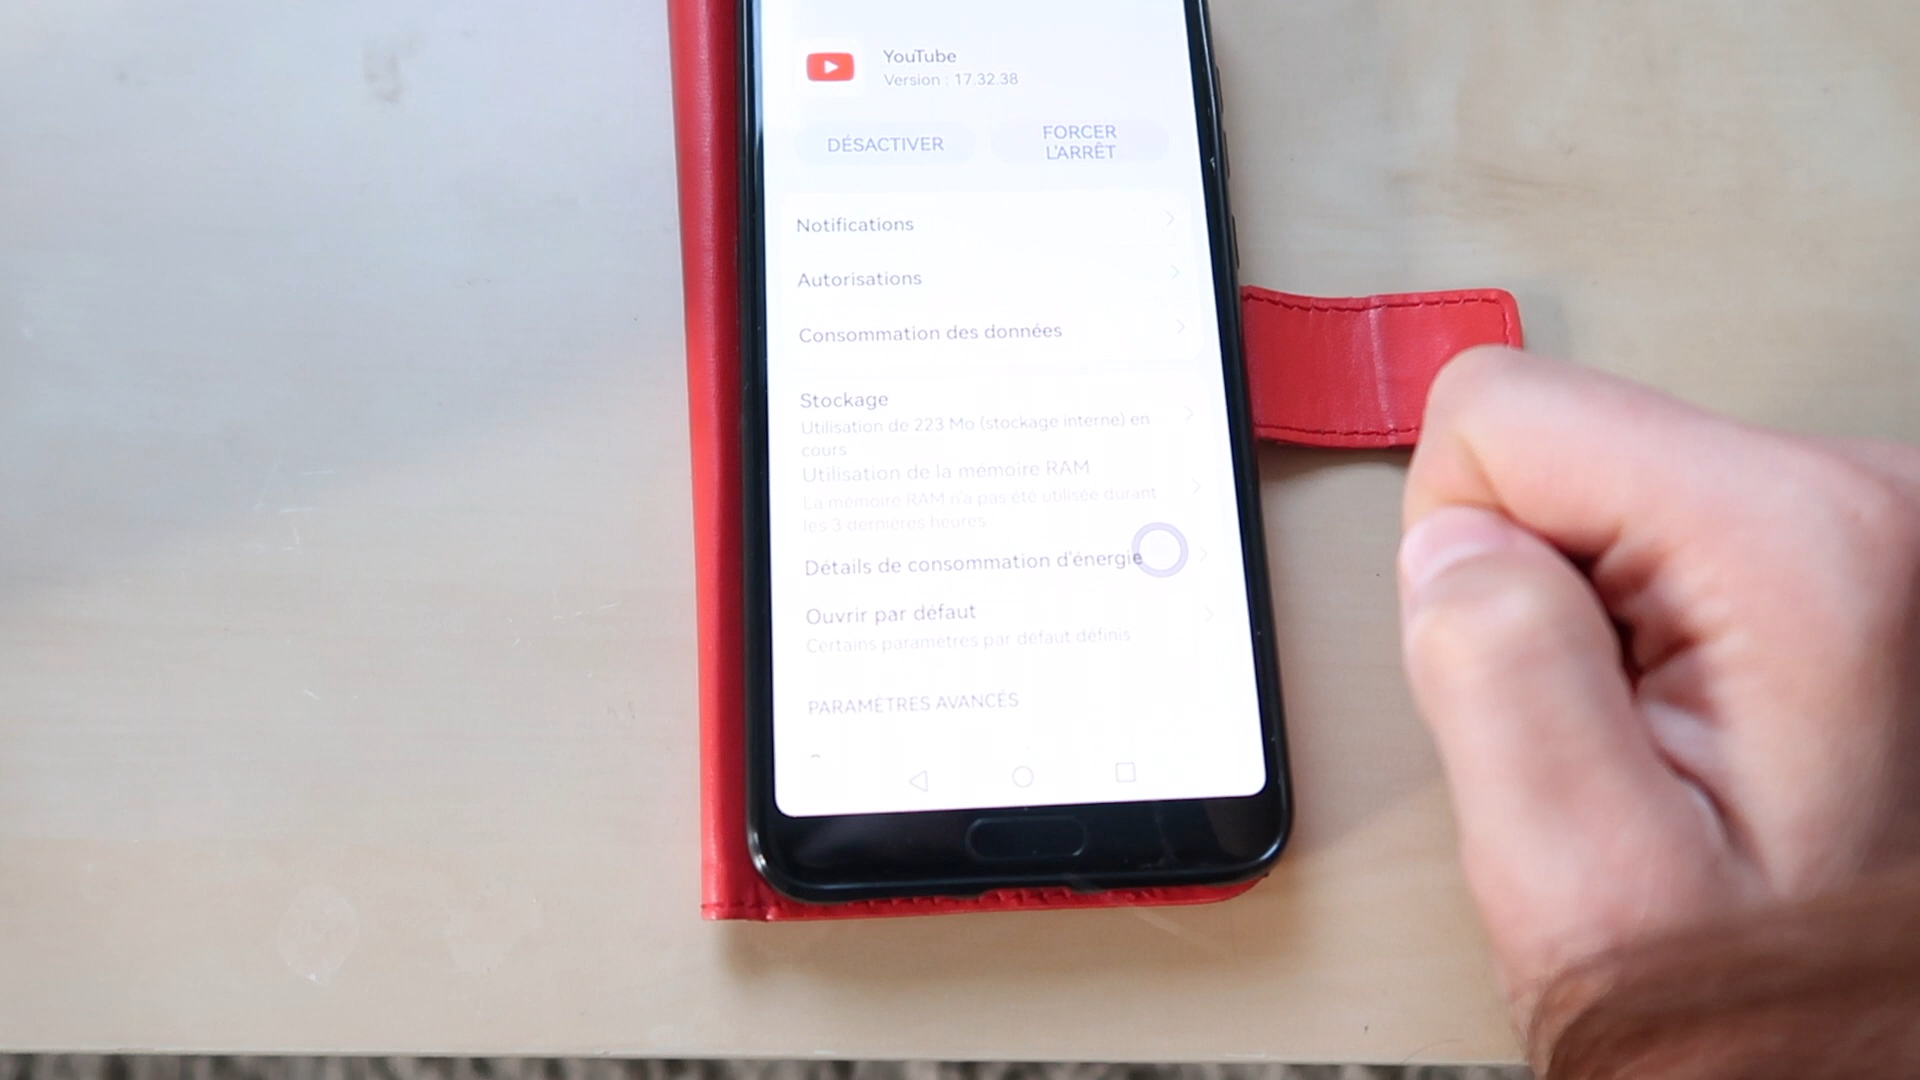 YouTube
Version : 17.32.38
DÉSACTIVER
FORCER
L'ARRÊT
Notifications
Autorisations
Consommation des données
Stockage
Utilisation de 223 Mo (stockage interne) en
cours
Utilisation de la mémoire RAM
La mémoire RAM n'a pas été utilisée durant
les 3 dernières heures
Détails de consommation d'énergie
Ouvrir par défaut
Certains paramètres par défaut définis
PARAMÈTRES AVANCÉS